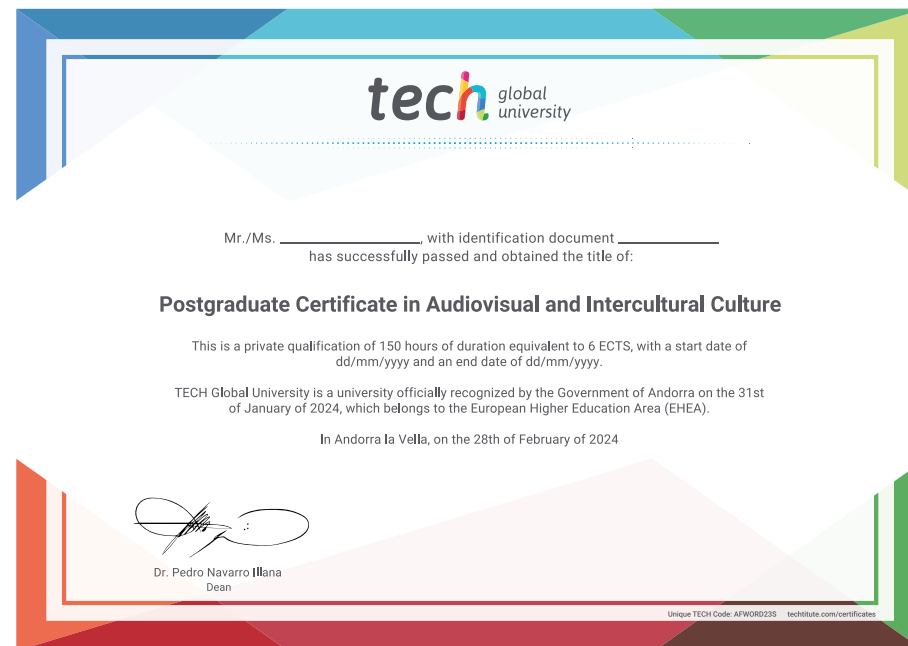 tech global university
Mr./Ms. ____________, with identification document ____________
has successfully passed and obtained the title of:
Postgraduate Certificate in Audiovisual and Intercultural Culture
This is a private qualification of 150 hours of duration equivalent to 6 ECTS, with a start date of
dd/mm/yyyy and an end date of dd/mm/yyyy.
TECH Global University is a university officially recognized by the Government of Andorra on the 31st
of January of 2024, which belongs to the European Higher Education Area (EHEA).
In Andorra la Vella, on the 28th of February of 2024
Dr. Pedro Navarro Illana
Dean
Unique TECH Code: AFWORD23S techtitute.com/certificates